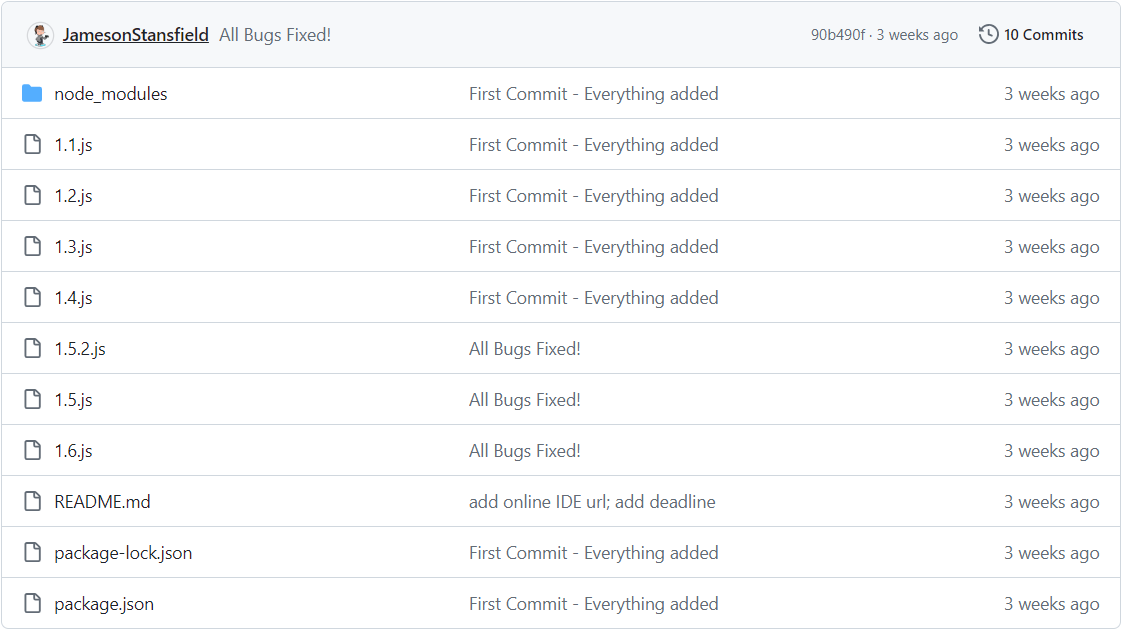 JamesonStansfield All Bugs Fixed! 90b490f · 3 weeks ago 10 Commits
node_modules First Commit - Everything added 3 weeks ago
1.1.js First Commit - Everything added 3 weeks ago
1.2.js First Commit - Everything added 3 weeks ago
1.3.js First Commit - Everything added 3 weeks ago
1.4.js First Commit - Everything added 3 weeks ago
1.5.2.js All Bugs Fixed! 3 weeks ago
1.5.js All Bugs Fixed! 3 weeks ago
1.6.js All Bugs Fixed! 3 weeks ago
README.md add online IDE url; add deadline 3 weeks ago
package-lock.json First Commit - Everything added 3 weeks ago
package.json First Commit - Everything added 3 weeks ago